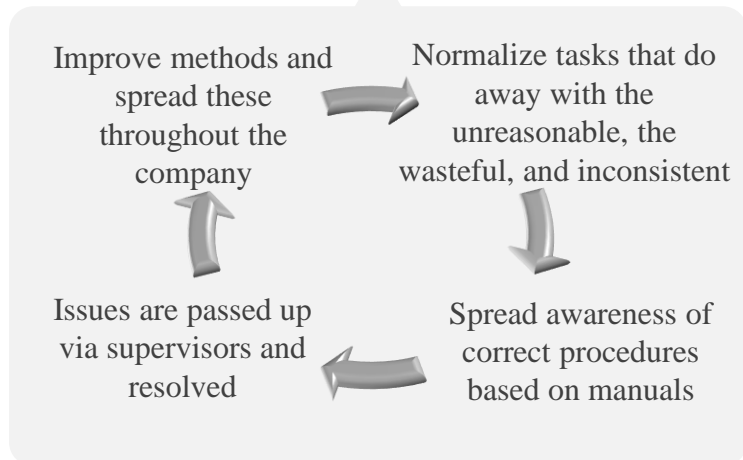 Improve methods and
spread these
throughout the
company
Normalize tasks that do
away with the
unreasonable, the
wasteful, and inconsistent
Spread awareness of
correct procedures
based on manuals
Issues are passed up
via supervisors and
resolved